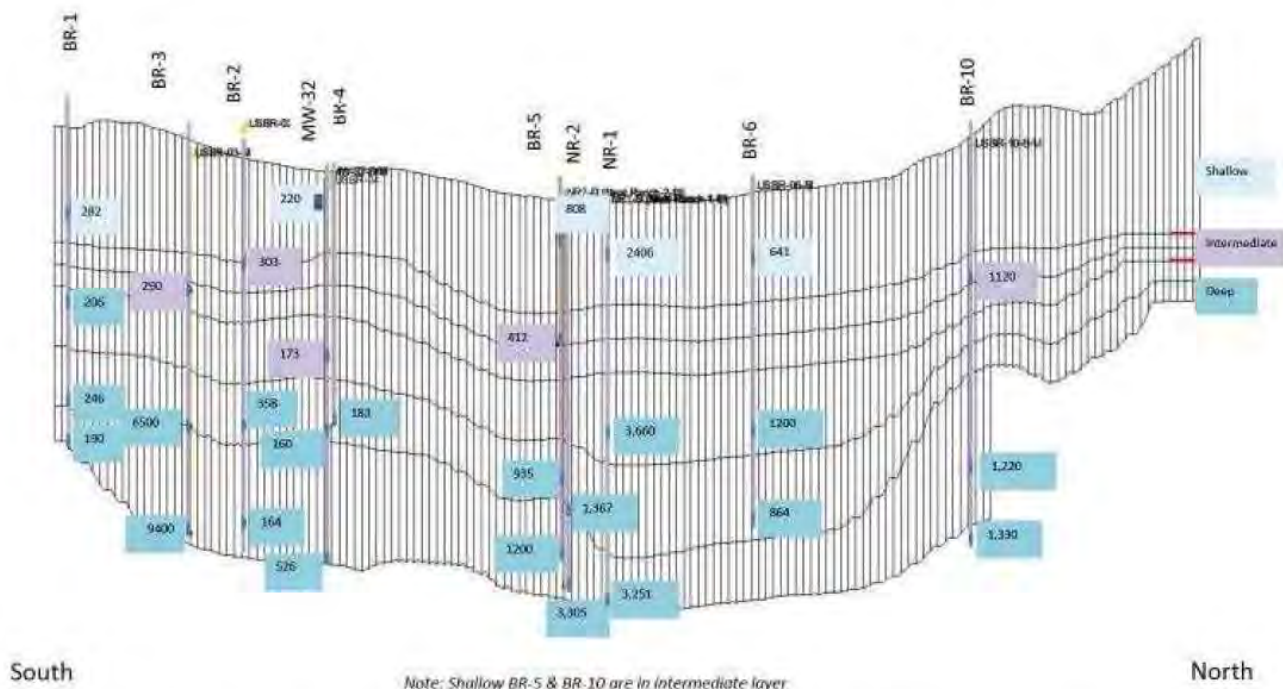 BR-1
BR-3
BR-2
MW-32
BR-4
BR-5
NR-2
NR-1
BR-6
BR-10
Shallow
Intermediate
Deep
282
220
808
2406
641
303
290
173
412
1120
206
246
190
6500
358
160
183
9400
164
526
935
1,367
1200
3,305
3,660
3,251
1200
864
1,220
1,330
South
North
Note: Shallow BR-5 & BR-10 are in intermediate layer